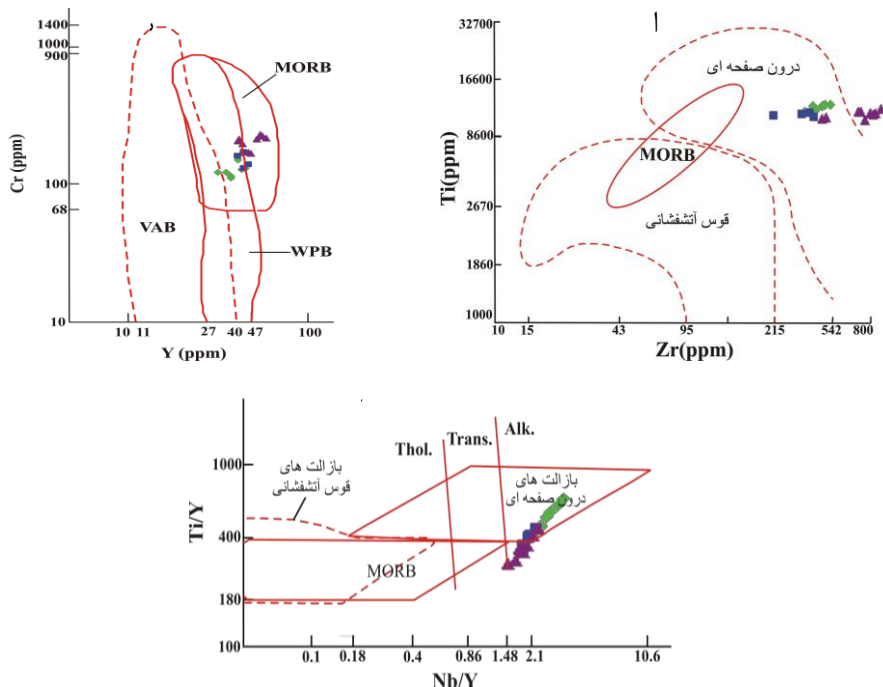 1400
1000
900
100
68
10
Cr (ppm)
MORB
VAB
WPB
10 11 27 40 47 100
Y (ppm)
ا
32700
16600
8600
2670
1860
1000
Ti(ppm)
درون صفحه ای
MORB
قوس آتشفشانی
10 15 43 95 215 542 800
Zr(ppm)
1000
400
180
100
Ti/Y
Thol. Trans. Alk.
بازالت های
قوس آتشفشانی
بازالت های
درون صفحه ای
MORB
0.1 0.18 0.4 0.86 1.48 2.1 10.6
Nb/Y